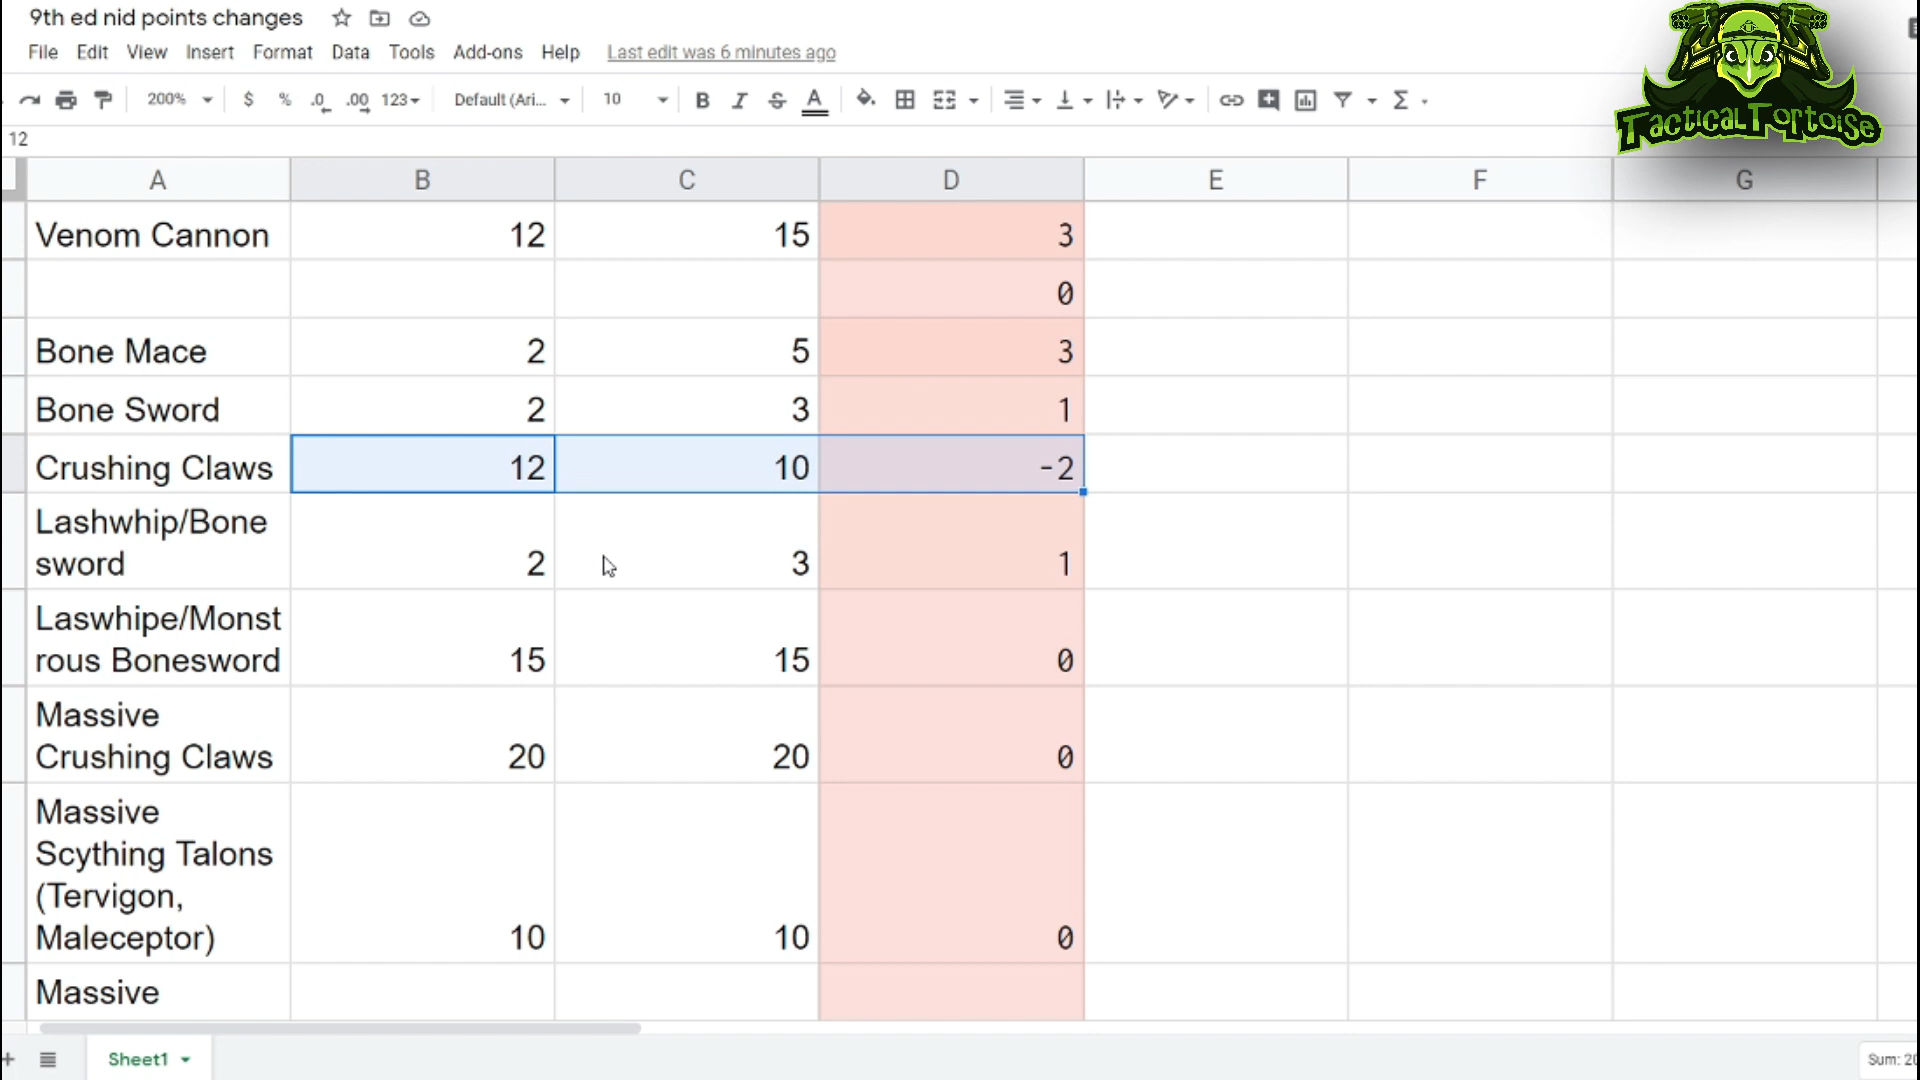 9th ed nid points changes
File Edit View Insert Format Data Tools Add-ons Help Last edit was 6 minutes ago
200% $ % .0 .00 123 Default (Ari... 10 B I S A Σ
TacticalTortoise
12
A B C D E F G
Venom Cannon 12 15 3
0
Bone Mace 2 5 3
Bone Sword 2 3 1
Crushing Claws 12 10 -2
Lashwhip/Bone
sword 2 3 1
Laswhipe/Monst
rous Bonesword 15 15 0
Massive
Crushing Claws 20 20 0
Massive
Scything Talons
(Tervigon,
Maleceptor) 10 10 0
Massive
+ Sheet1 Sum: 20